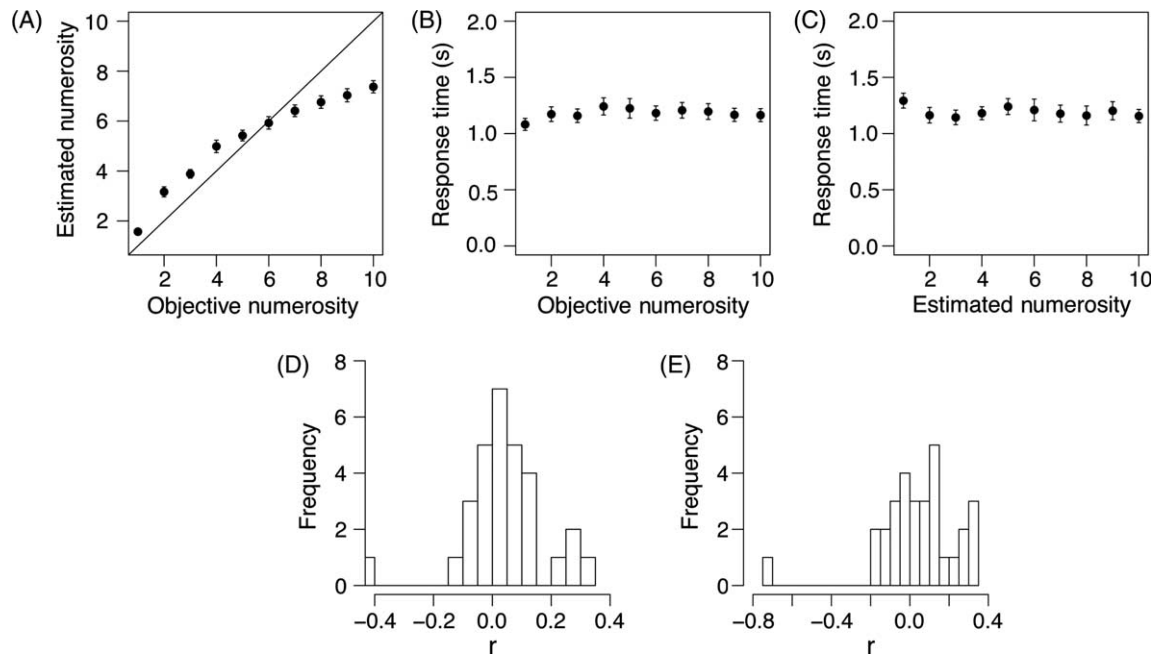 (A)
Estimated numerosity
10
8
6
4
2
2 4 6 8 10
Objective numerosity
(B)
Response time (s)
2.0
1.5
1.0
0.5
0.0
2 4 6 8 10
Objective numerosity
(C)
Response time (s)
2.0
1.5
1.0
0.5
0.0
2 4 6 8 10
Estimated numerosity
(D)
Frequency
8
6
4
2
0
−0.4 −0.2 0.0 0.2 0.4
r
(E)
Frequency
8
6
4
2
0
−0.8 −0.4 0.0 0.4
r